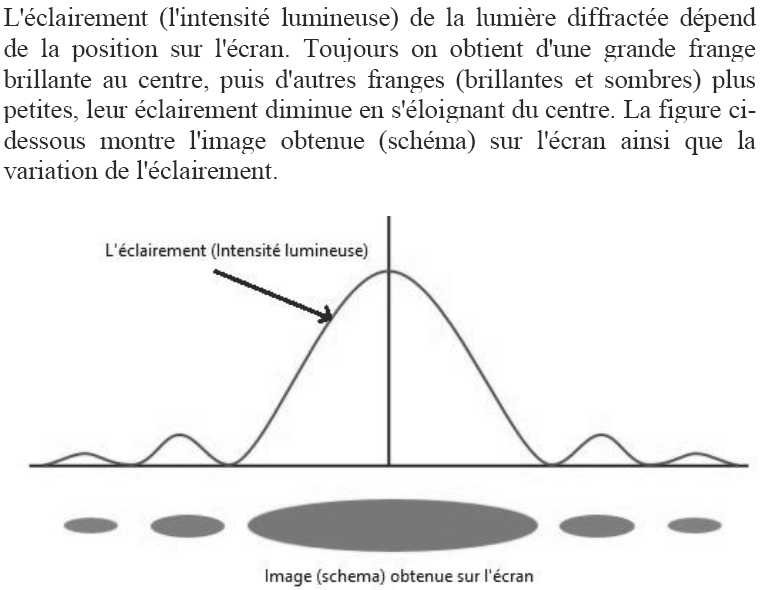 L'éclairement (l'intensité lumineuse) de la lumière diffractée dépend
de la position sur l'écran. Toujours on obtient d'une grande frange
brillante au centre, puis d'autres franges (brillantes et sombres) plus
petites, leur éclairement diminue en s'éloignant du centre. La figure ci-
dessous montre l'image obtenue (schéma) sur l'écran ainsi que la
variation de l'éclairement.
L'éclairement (Intensité lumineuse)
Image (schema) obtenue sur l'écran